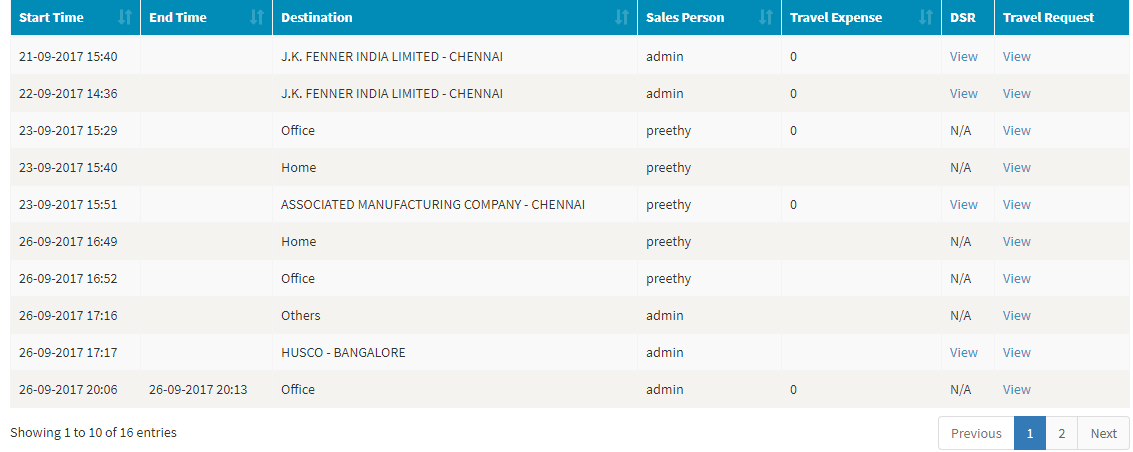 Start Time End Time Destination Sales Person Travel Expense DSR Travel Request
21-09-2017 15:40 J.K. FENNER INDIA LIMITED - CHENNAI admin 0 View View
22-09-2017 14:36 J.K. FENNER INDIA LIMITED - CHENNAI admin 0 View View
23-09-2017 15:29 Office preethy 0 N/A View
23-09-2017 15:40 Home preethy N/A View
23-09-2017 15:51 ASSOCIATED MANUFACTURING COMPANY - CHENNAI preethy 0 View View
26-09-2017 16:49 Home preethy N/A View
26-09-2017 16:52 Office preethy N/A View
26-09-2017 17:16 Others admin N/A View
26-09-2017 17:17 HUSCO - BANGALORE admin View View
26-09-2017 20:06 26-09-2017 20:13 Office admin 0 N/A View
Showing 1 to 10 of 16 entries Previous 1 2 Next